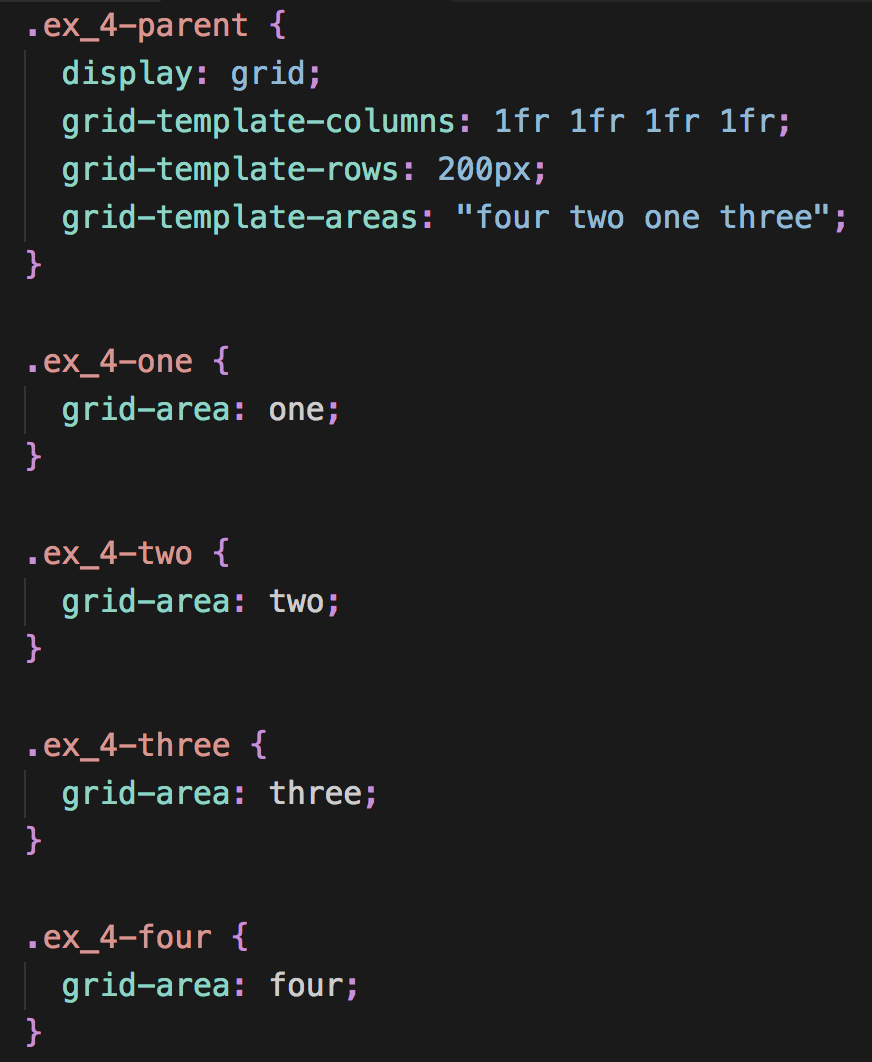 .ex_4-parent {
  display: grid;
  grid-template-columns: 1fr 1fr 1fr 1fr;
  grid-template-rows: 200px;
  grid-template-areas: "four two one three";
}

.ex_4-one {
  grid-area: one;
}

.ex_4-two {
  grid-area: two;
}

.ex_4-three {
  grid-area: three;
}

.ex_4-four {
  grid-area: four;
}